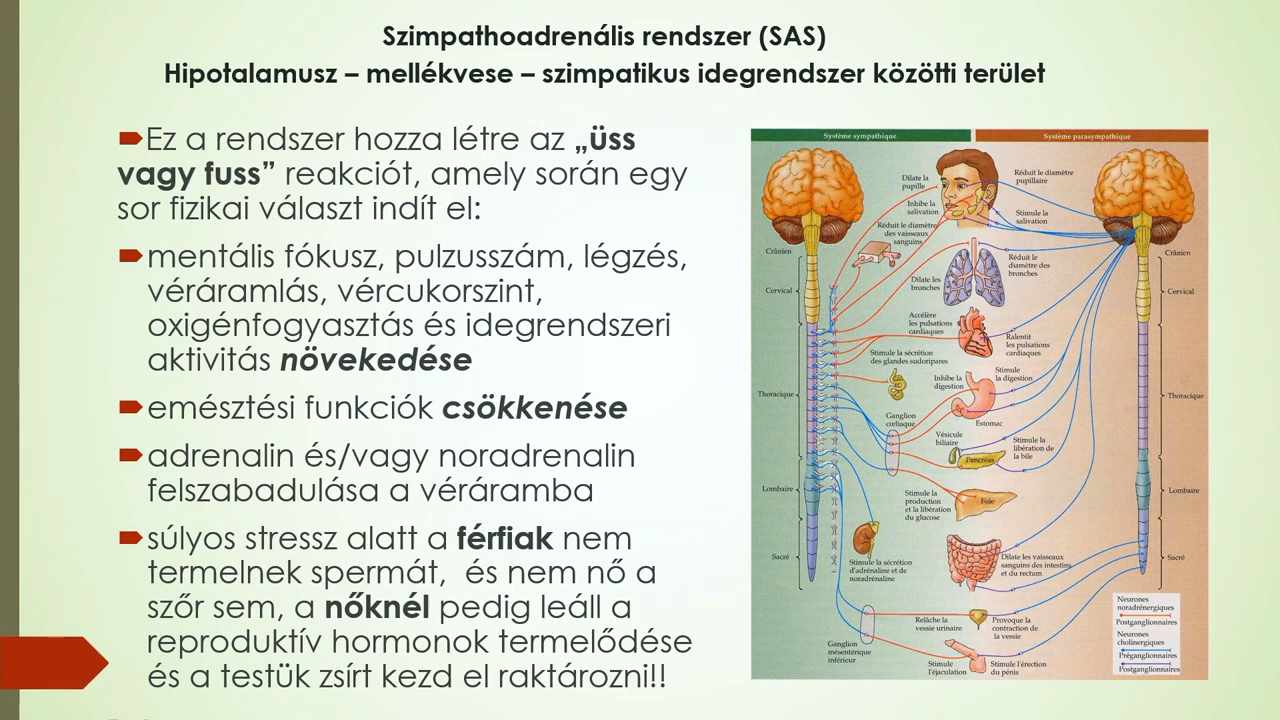 Szimpathoadrenális rendszer (SAS)
Hipotalamusz – mellékvese – szimpatikus idegrendszer közötti terület
Ez a rendszer hozza létre az „üss
vagy fuss” reakciót, amely során egy
sor fizikai választ indít el:
mentális fókusz, pulzusszám, légzés,
véráramlás, vércukorszint,
oxigénfogyasztás és idegrendszeri
aktivitás növekedése
emésztési funkciók csökkenése
adrenalin és/vagy noradrenalin
felszabadulása a véráramba
súlyos stressz alatt a férfiak nem
termelnek spermát, és nem nő a
szőr sem, a nőknél pedig leáll a
reproduktív hormonok termelődése
és a testük zsírt kezd el raktározni!!
Système sympathique
Système parasympathique
Dilate la
pupille
Réduit le diamètre
pupillaire
Inhibe la
salivation
Stimule la
salivation
Réduit le diamètre
des vaisseaux
sanguins
Crânien
Crânien
Réduit le
diamètre des
bronches
Dilate les
bronches
Cervical
Cervical
Accélère
les pulsations
cardiaques
Ralentit
les pulsations
cardiaques
Stimule la sécrétion
des glandes sudoripares
Stimule
la digestion
Inhibe la
digestion
Thoracique
Thoracique
Ganglion
cœliaque
Estomac
Vésicule
biliaire
Pancréas
Stimule la
libération de
la bile
Lombaire
Lombaire
Stimule la
production
et la libération
du glucose
Foie
Sacré
Sacré
Stimule la sécrétion
d'adrénaline et de
noradrénaline
Dilate les vaisseaux
sanguins des intestins
et du rectum
Relâche la
vessie urinaire
Provoque la
contraction de
la vessie
Ganglion
mésentérique
inférieur
Stimule
l'éjaculation
Stimule l'érection
du pénis
Neurones
noradrénergiques
Postganglionnaires
Neurones
cholinergiques
Préganglionnaires
Postganglionnaires